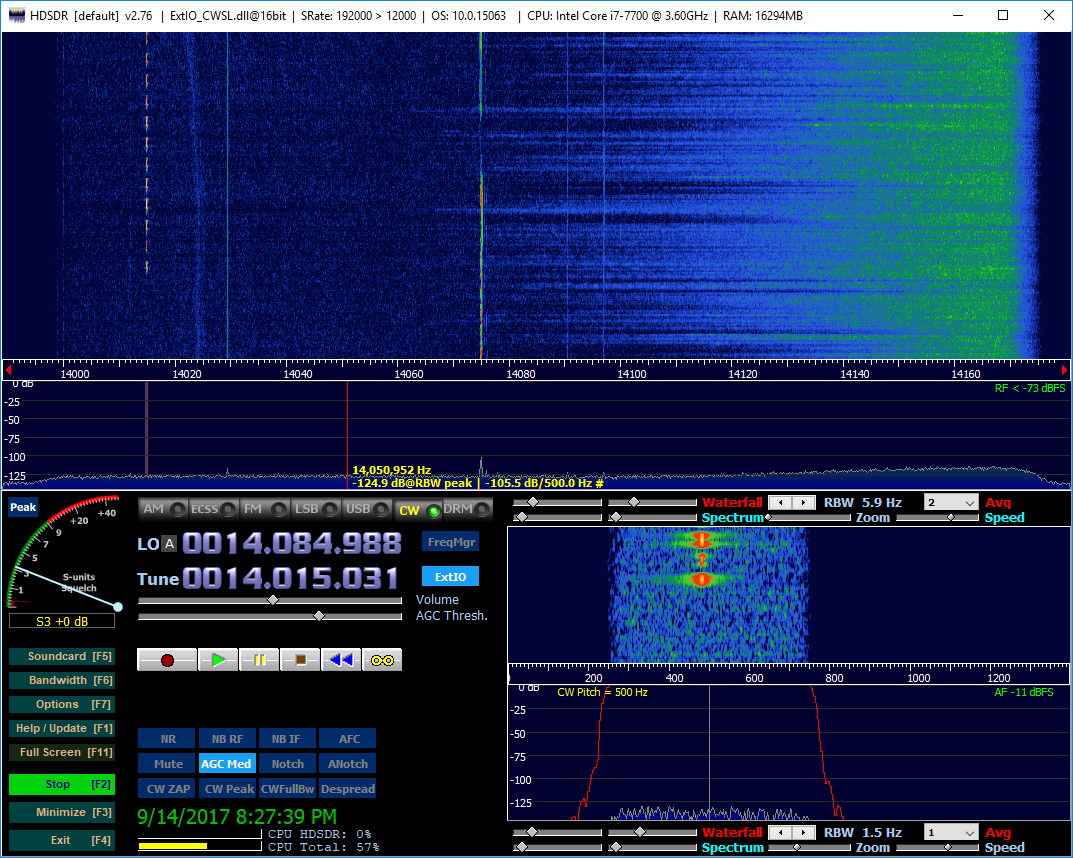 HDSDR [default] v2.76 | ExtIO_CWSL.dll@16bit | SRate: 192000 > 12000 | OS: 10.0.15063 | CPU: Intel Core i7-7700 @ 3.60GHz | RAM: 16294MB
14000 14020 14040 14060 14080 14100 14120 14140 14160
0 dB RF < -73 dBFS
-25
-50
-75
-100
-125
14,050,952 Hz
-124.9 dB@RBW peak | -105.5 dB/500.0 Hz #
Peak
1 3 5 7 9 +20 +40
S-units
Squelch
S3 +0 dB
AM ECSS FM LSB USB CW DRM
LO A 0014.084.988 FreqMgr
Tune 0014.015.031 ExtIO
Volume
AGC Thresh.
Waterfall RBW 5.9 Hz 2 Avg
Spectrum Zoom Speed
Soundcard [F5]
Bandwidth [F6]
Options [F7]
Help / Update [F1]
Full Screen [F11]
Stop [F2]
Minimize [F3]
Exit [F4]
NR NB RF NB IF AFC
Mute AGC Med Notch ANotch
CW ZAP CW Peak CWFullBw Despread
9/14/2017 8:27:39 PM
CPU HDSDR: 0%
CPU Total: 57%
0 200 400 600 800 1000 1200
0 dB CW Pitch = 500 Hz AF -11 dBFS
-25
-50
-75
-100
-125
Waterfall RBW 1.5 Hz 1 Avg
Spectrum Zoom Speed